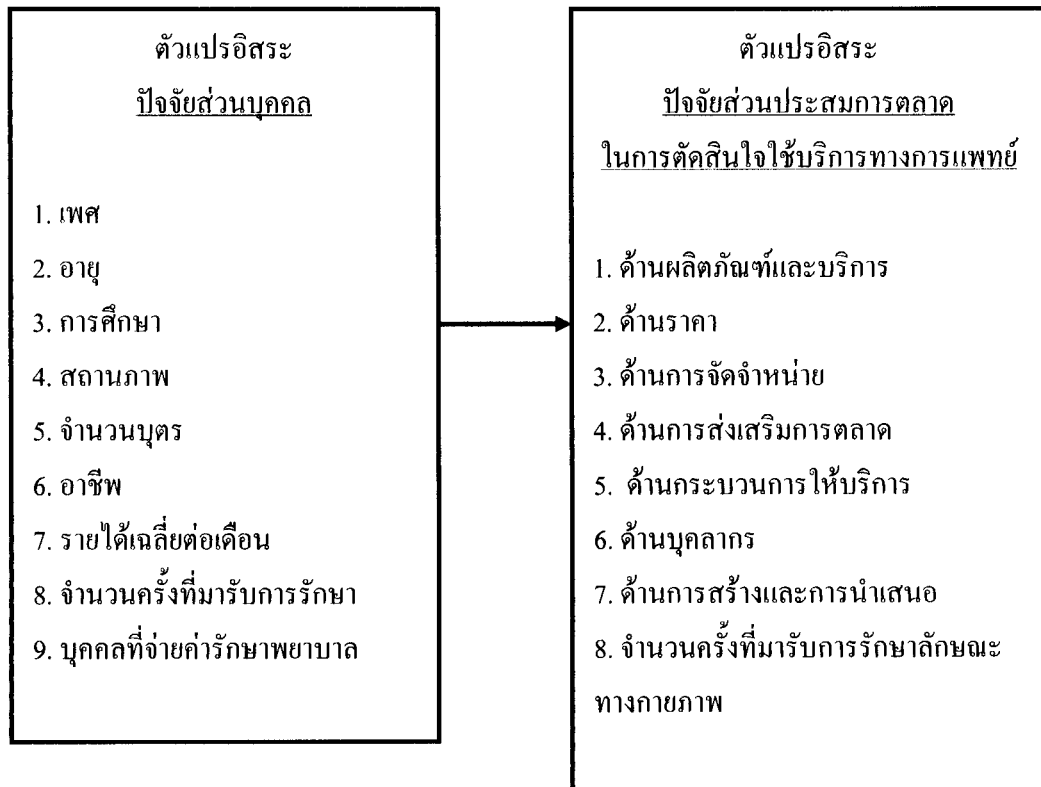 ตัวแปรอิสระ
ปัจจัยส่วนบุคคล
1. เพศ
2. อายุ
3. การศึกษา
4. สถานภาพ
5. จำนวนบุตร
6. อาชีพ
7. รายได้เฉลี่ยต่อเดือน
8. จำนวนครั้งที่มารับการรักษา
9. บุคคลที่จ่ายค่ารักษาพยาบาล
ตัวแปรอิสระ
ปัจจัยส่วนประสมการตลาด
ในการตัดสินใจใช้บริการทางการแพทย์
1. ด้านผลิตภัณฑ์และบริการ
2. ด้านราคา
3. ด้านการจัดจำหน่าย
4. ด้านการส่งเสริมการตลาด
5. ด้านกระบวนการให้บริการ
6. ด้านบุคลากร
7. ด้านการสร้างและการนำเสนอ
8. จำนวนครั้งที่มารับการรักษาลักษณะ
ทางกายภาพ